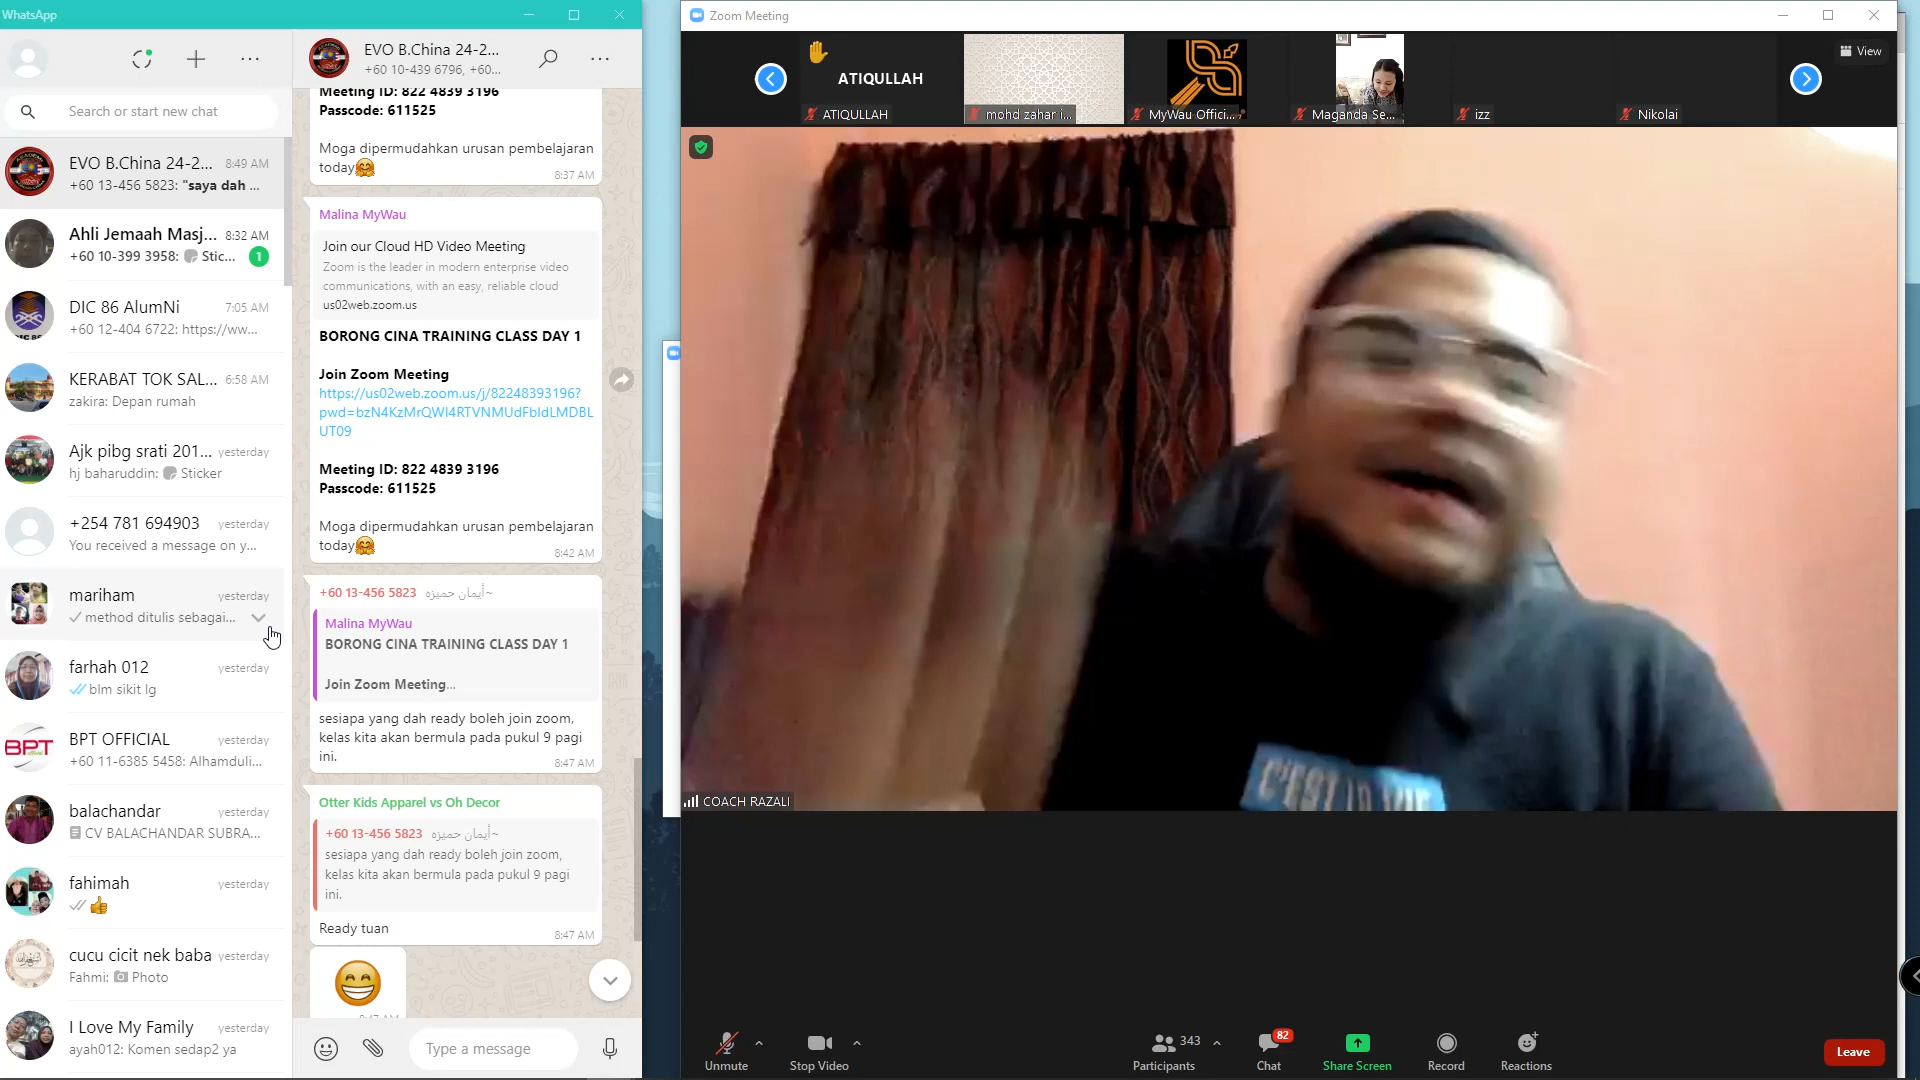 WhatsApp
Search or start new chat
EVO B.China 24-2... 8:49 AM
+60 13-456 5823: "saya dah ...
Ahli Jemaah Masj... 8:32 AM
+60 10-399 3958: Stic... 1
DIC 86 AlumNi 7:05 AM
+60 12-404 6722: https://ww...
KERABAT TOK SAL... 6:58 AM
zakira: Depan rumah
Ajk pibg srati 201... yesterday
hj baharuddin: Sticker
+254 781 694903 yesterday
You received a message on y...
mariham yesterday
method ditulis sebagai...
farhah 012 yesterday
blm sikit lg
BPT OFFICIAL yesterday
BPT
+60 11-6385 5458: Alhamduli...
balachandar yesterday
CV BALACHANDAR SUBRA...
fahimah yesterday
cucu cicit nek baba yesterday
Fahmi: Photo
I Love My Family yesterday
ayah012: Komen sedap2 ya
EVO B.China 24-2...
+60 10-439 6796, +60...
Meeting ID: 822 4839 3196
Passcode: 611525
Moga dipermudahkan urusan pembelajaran
today🤗
8:37 AM
Malina MyWau
Join our Cloud HD Video Meeting
Zoom is the leader in modern enterprise video
communications, with an easy, reliable cloud
us02web.zoom.us
BORONG CINA TRAINING CLASS DAY 1
Join Zoom Meeting
https://us02web.zoom.us/j/82248393196?
pwd=bzN4KzMrQWI4RTVNMUdFbldLMDBL
UT09
Meeting ID: 822 4839 3196
Passcode: 611525
Moga dipermudahkan urusan pembelajaran
today🤗
8:42 AM
+60 13-456 5823 ~أيمان حميزه
Malina MyWau
BORONG CINA TRAINING CLASS DAY 1
Join Zoom Meeting...
sesiapa yang dah ready boleh join zoom,
kelas kita akan bermula pada pukul 9 pagi
ini.
8:47 AM
Otter Kids Apparel vs Oh Decor
+60 13-456 5823 ~أيمان حميزه
sesiapa yang dah ready boleh join zoom,
kelas kita akan bermula pada pukul 9 pagi
ini.
Ready tuan
8:47 AM
8:47 AM
Type a message
Zoom Meeting
View
ATIQULLAH
ATIQULLAH
mohd zahar i...
MyWau Offici...
Maganda Se...
izz
Nikolai
C'EST LA VIE
COACH RAZALI
Unmute
Stop Video
343
Participants
82
Chat
Share Screen
Record
Reactions
Leave